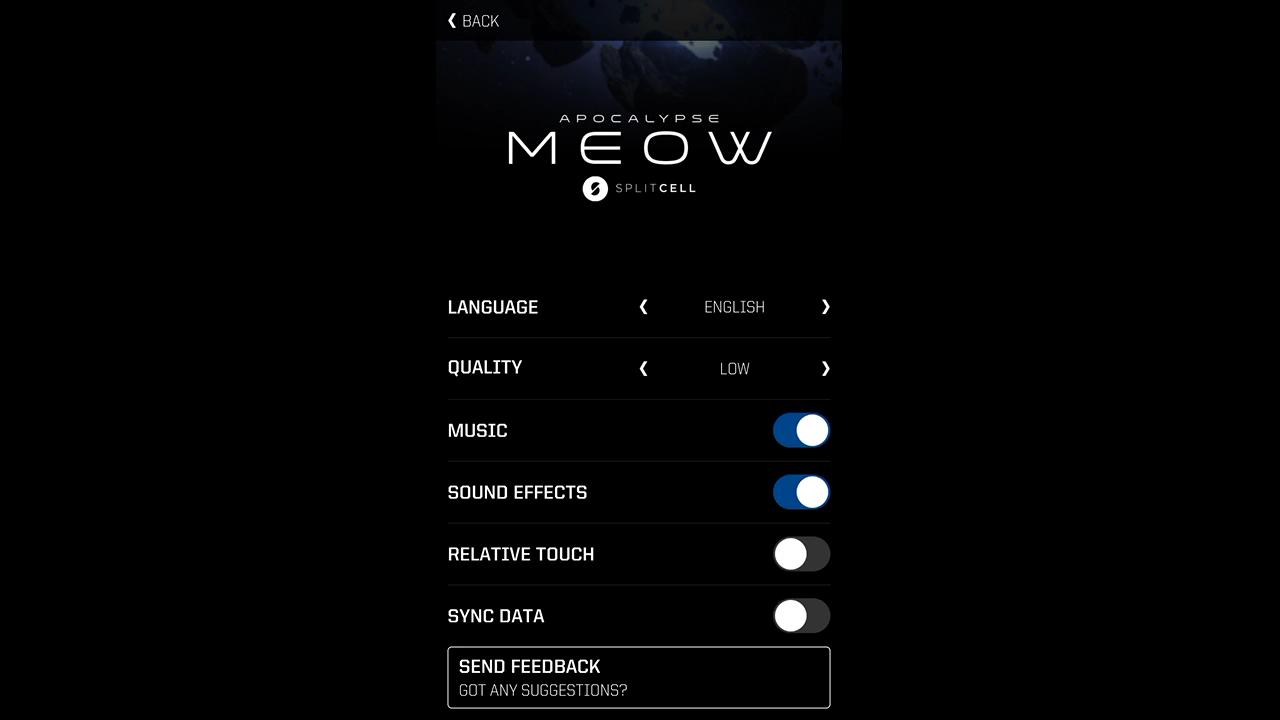 BACK
APOCALYPSE
MEOW
SPLITCELL
LANGUAGE ENGLISH
QUALITY LOW
MUSIC
SOUND EFFECTS
RELATIVE TOUCH
SYNC DATA
SEND FEEDBACK
GOT ANY SUGGESTIONS?